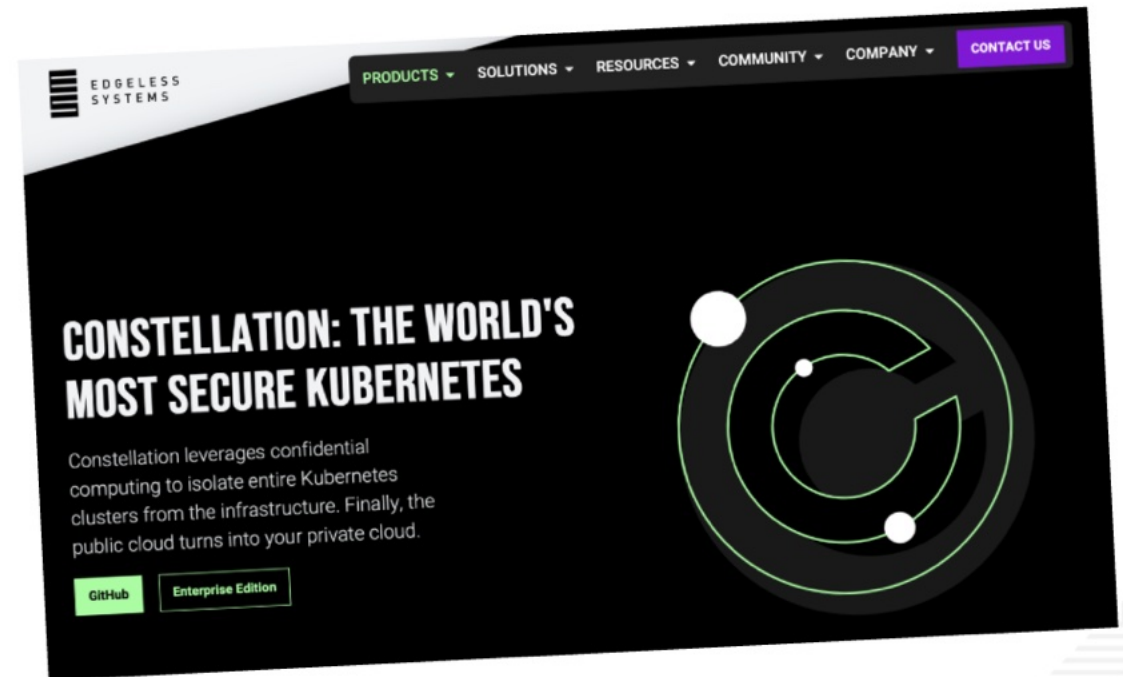 EDGELESS
SYSTEMS
PRODUCTS
SOLUTIONS
RESOURCES
COMMUNITY
COMPANY
CONTACT US
CONSTELLATION: THE WORLD'S
MOST SECURE KUBERNETES
Constellation leverages confidential
computing to isolate entire Kubernetes
clusters from the infrastructure. Finally, the
public cloud turns into your private cloud.
GitHub
Enterprise Edition